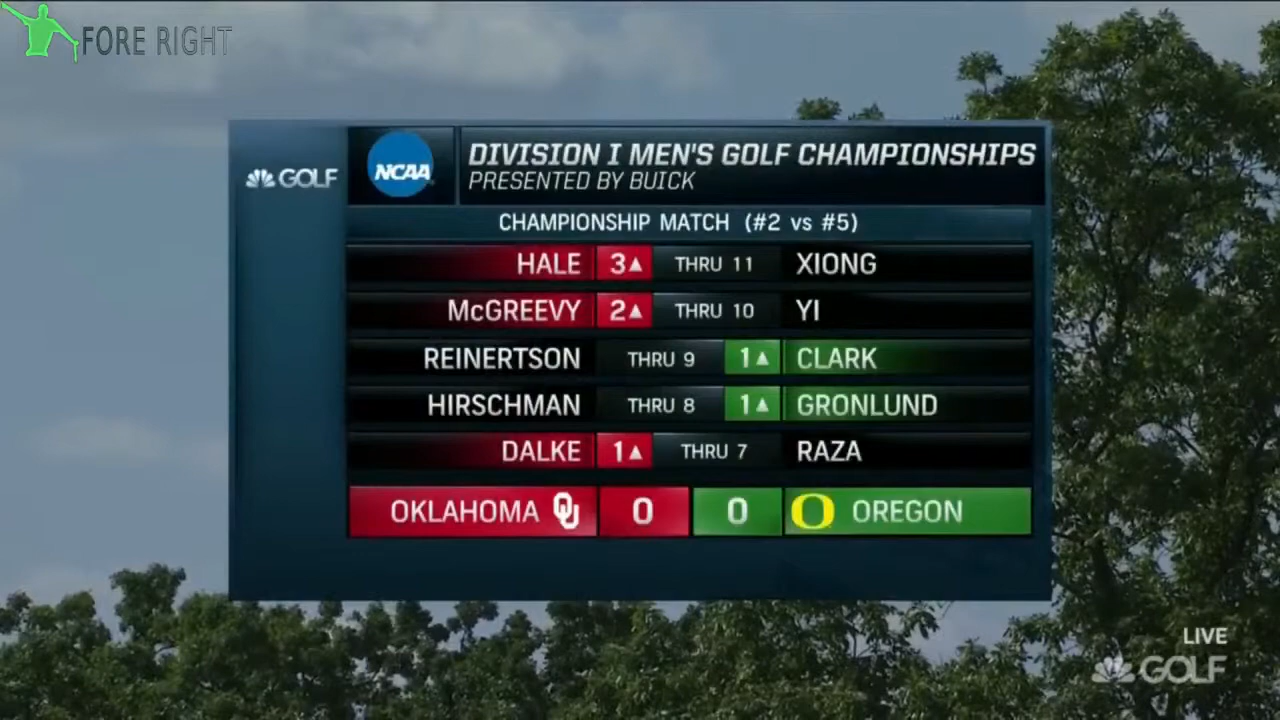 FORE RIGHT
GOLF
NCAA
DIVISION I MEN'S GOLF CHAMPIONSHIPS
PRESENTED BY BUICK
CHAMPIONSHIP MATCH (#2 vs #5)
HALE 3▲ THRU 11 XIONG
McGREEVY 2▲ THRU 10 YI
REINERTSON THRU 9 1▲ CLARK
HIRSCHMAN THRU 8 1▲ GRONLUND
DALKE 1▲ THRU 7 RAZA
OKLAHOMA OU 0 0 O OREGON
LIVE
GOLF